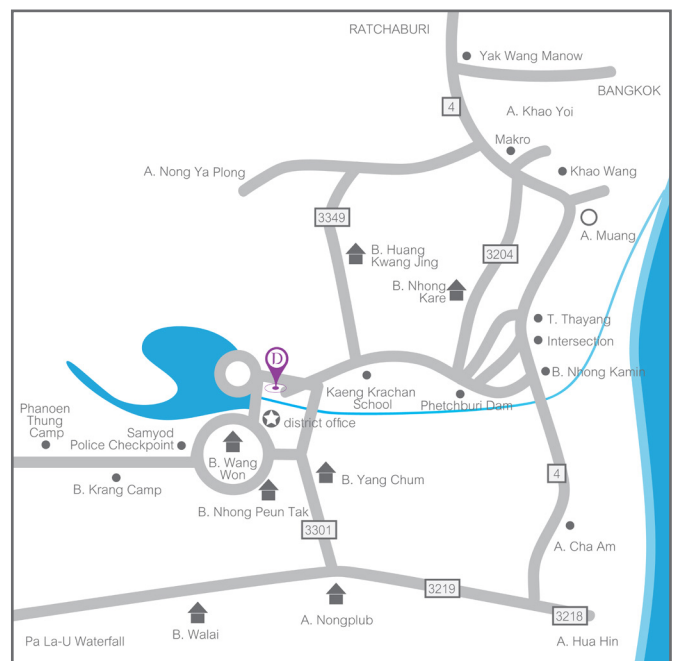 RATCHABURI
Yak Wang Manow
BANGKOK
4
A. Khao Yoi
Makro
A. Nong Ya Plong
Khao Wang
3349
A. Muang
B. Huang
Kwang Jing
3204
B. Nhong
Kare
T. Thayang
Intersection
D
B. Nhong Kamin
Kaeng Krachan
School
Phetchburi Dam
Phanoen
Thung
Camp
Samyod
Police Checkpoint
district office
B. Wang
Won
B. Krang Camp
B. Yang Chum
4
B. Nhong Peun Tak
3301
A. Cha Am
3219
3218
A. Nongplub
B. Walai
Pa La-U Waterfall
A. Hua Hin